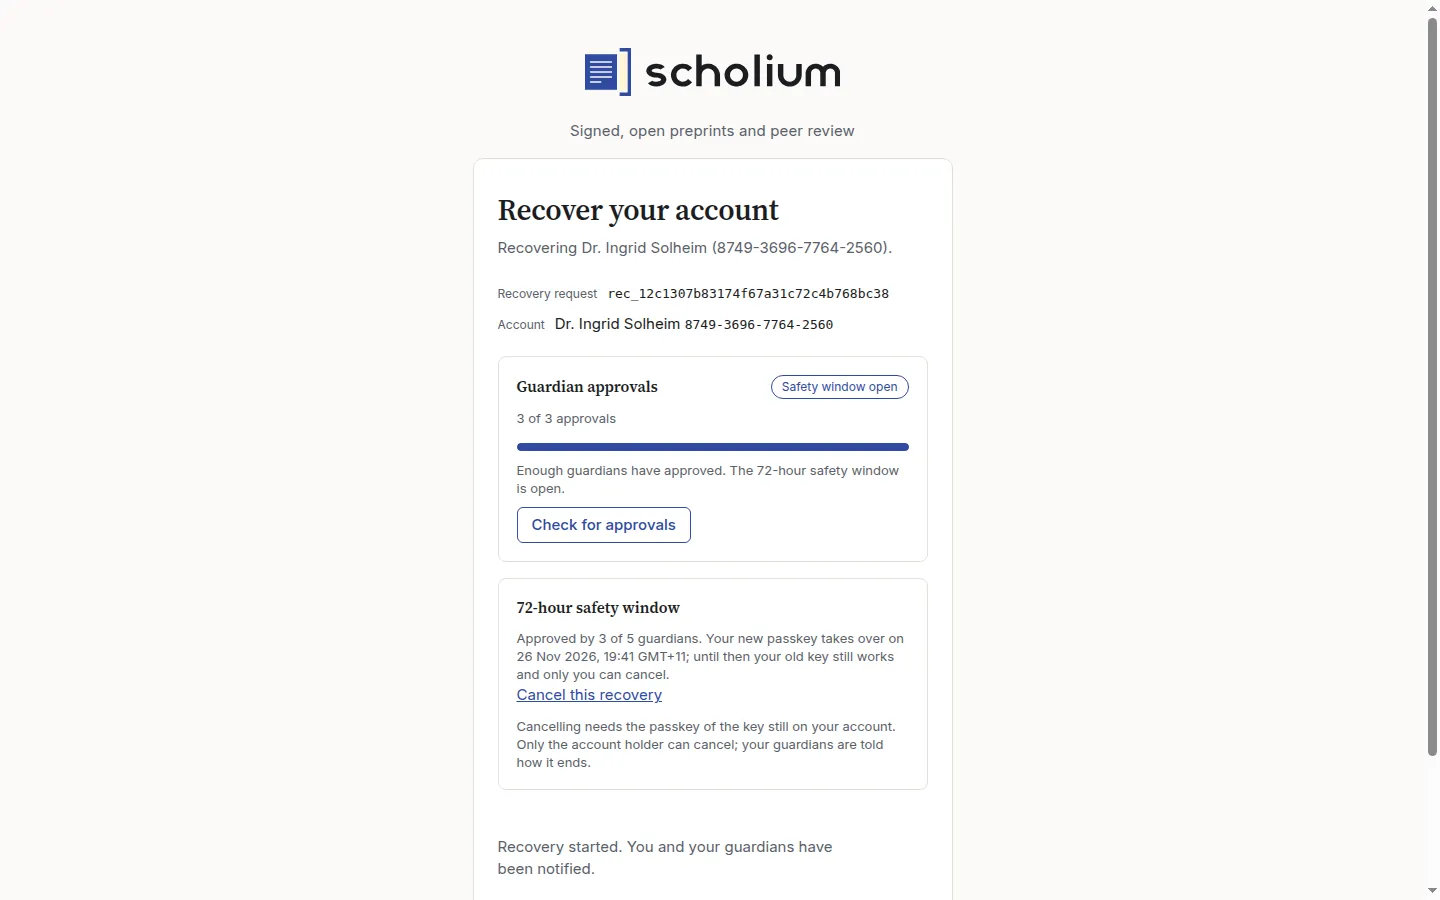 scholium
Signed, open preprints and peer review
Recover your account
Recovering Dr. Ingrid Solheim (8749-3696-7764-2560).
Recovery request rec_12c1307b83174f67a31c72c4b768bc38
Account Dr. Ingrid Solheim 8749-3696-7764-2560
Guardian approvals
Safety window open
3 of 3 approvals
Enough guardians have approved. The 72-hour safety window
is open.
Check for approvals
72-hour safety window
Approved by 3 of 5 guardians. Your new passkey takes over on
26 Nov 2026, 19:41 GMT+11; until then your old key still works
and only you can cancel.
Cancel this recovery
Cancelling needs the passkey of the key still on your account.
Only the account holder can cancel; your guardians are told
how it ends.
Recovery started. You and your guardians have
been notified.